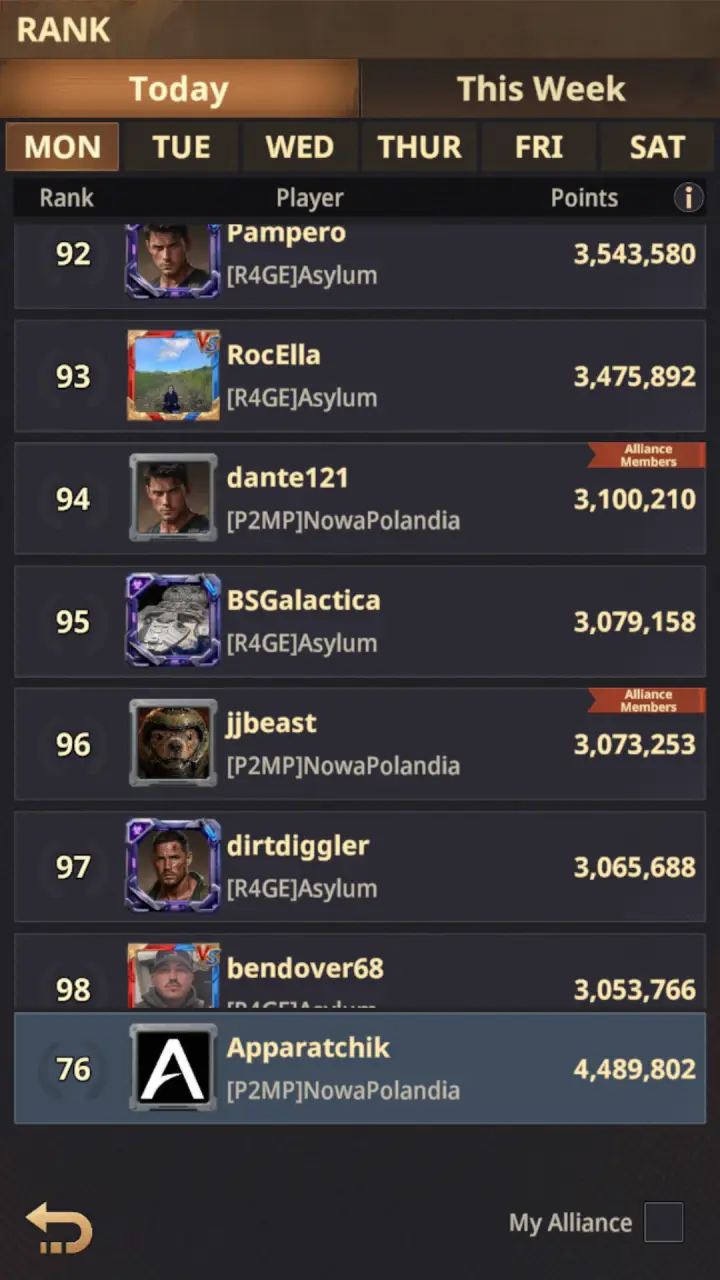 RANK
Today This Week
MON TUE WED THUR FRI SAT
Rank Player Points i
92 Pampero 3,543,580
[R4GE]Asylum
93 RocElla 3,475,892
[R4GE]Asylum
Alliance
Members
94 dante121 3,100,210
[P2MP]NowaPolandia
95 BSGalactica 3,079,158
[R4GE]Asylum
Alliance
Members
96 jjbeast 3,073,253
[P2MP]NowaPolandia
97 dirtdiggler 3,065,688
[R4GE]Asylum
98 bendover68 3,053,766
[R4GE]Asylum
76 Apparatchik 4,489,802
[P2MP]NowaPolandia
My Alliance